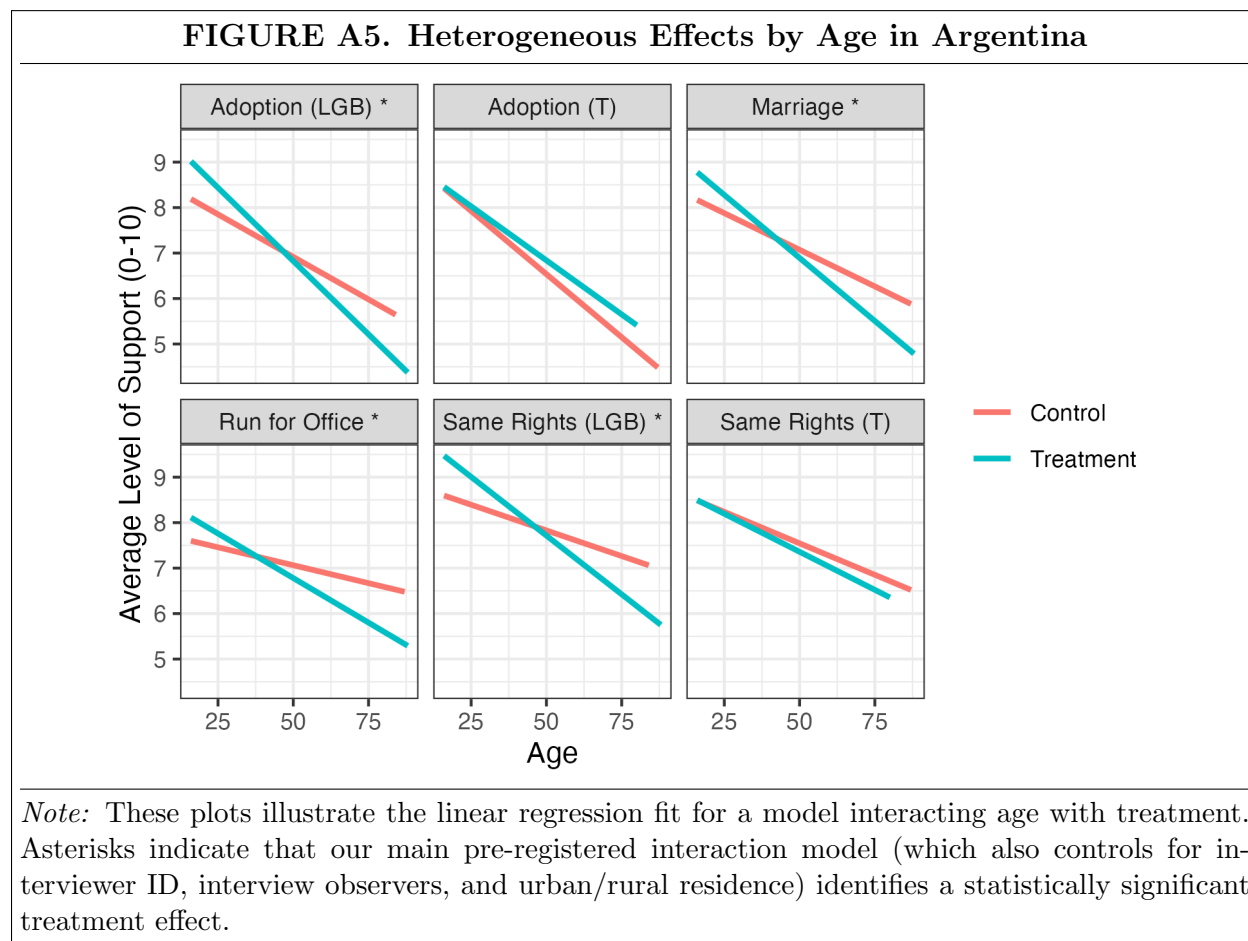 FIGURE A5. Heterogeneous Effects by Age in Argentina
Adoption (LGB) *
Adoption (T)
Marriage *
9
8
7
6
5
Run for Office *
Same Rights (LGB) *
Same Rights (T)
9
8
7
6
5
25
50
75
25
50
75
25
50
75
Average Level of Support (0-10)
Age
Control
Treatment
Note: These plots illustrate the linear regression fit for a model interacting age with treatment.
Asterisks indicate that our main pre-registered interaction model (which also controls for in-
terviewer ID, interview observers, and urban/rural residence) identifies a statistically significant
treatment effect.